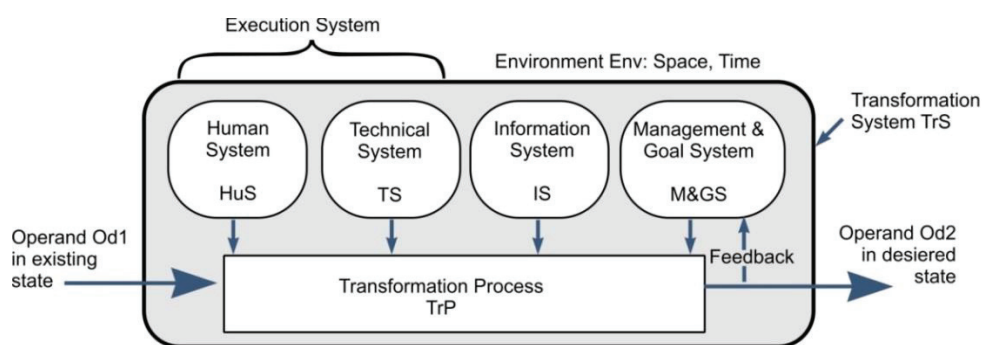 Execution System
Environment Env: Space, Time
Transformation
System TrS
Human
System
HuS
Technical
System
TS
Information
System
IS
Management &
Goal System
M&GS
Operand Od1
in existing
state
Feedback
Operand Od2
in desiered
state
Transformation Process
TrP